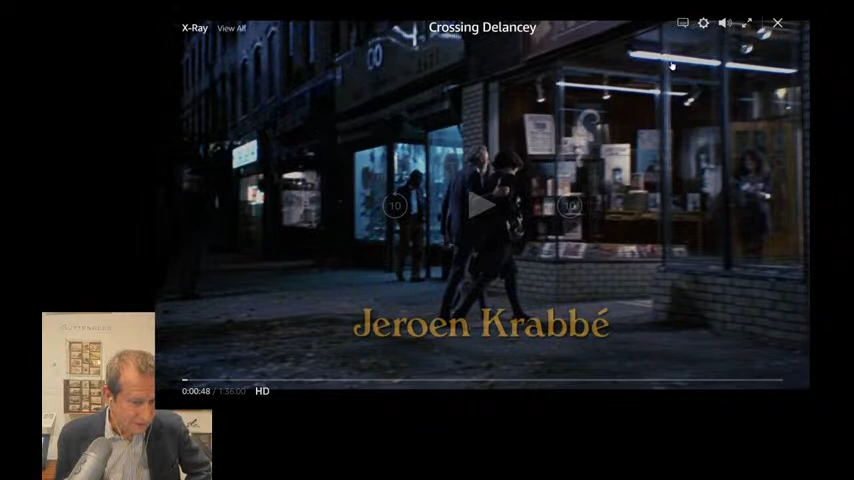 X-Ray View All
Crossing Delancey
10
10
Jeroen Krabbé
0:00:48 / 1:36:00 HD